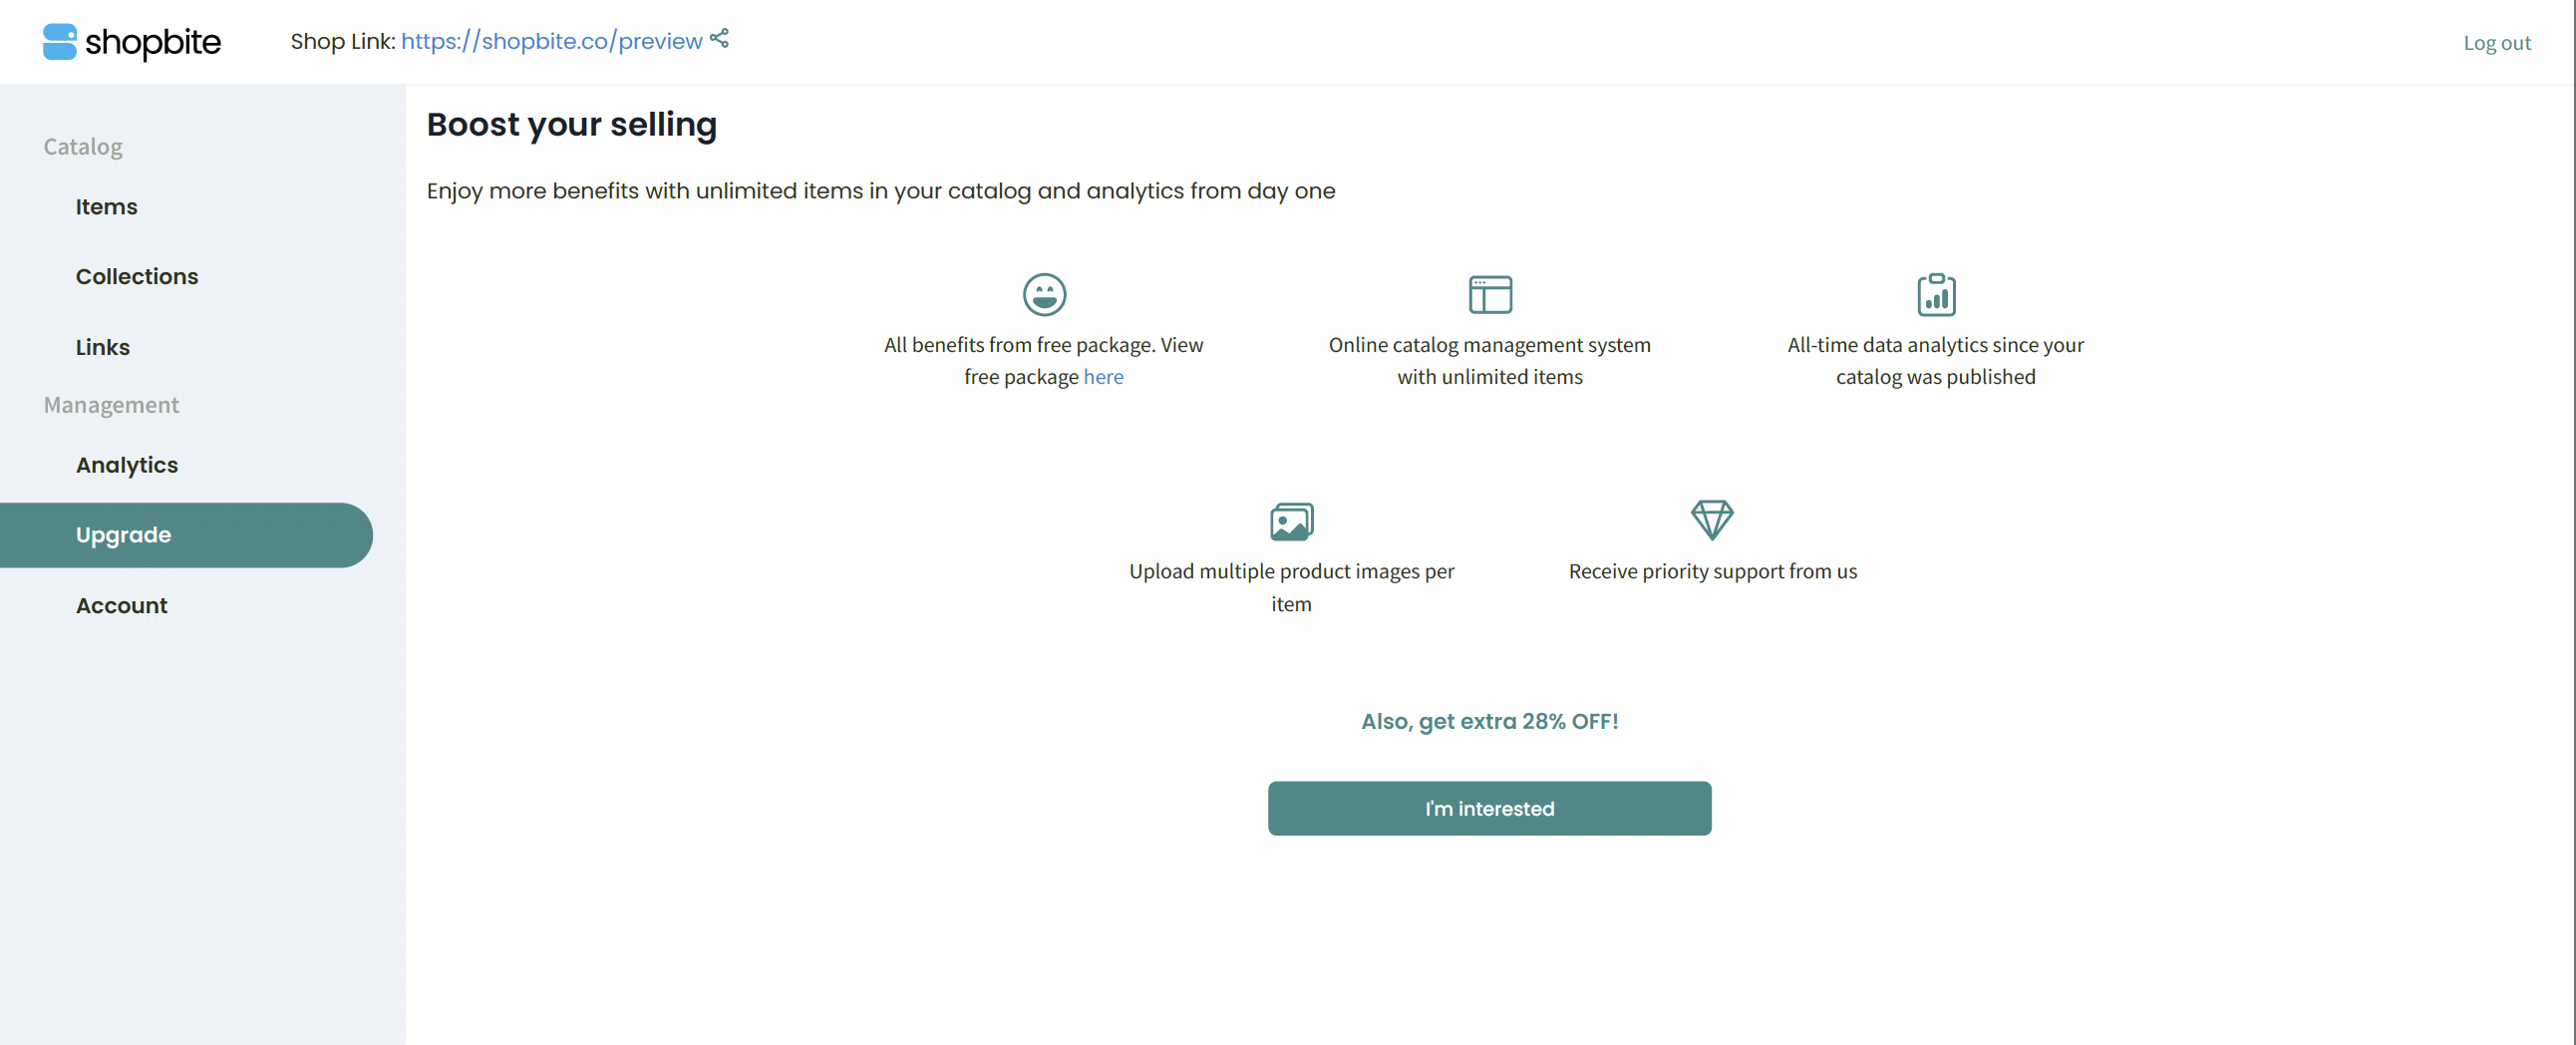 shopbite
Shop Link: https://shopbite.co/preview
Log out
Catalog
Items
Collections
Links
Management
Analytics
Upgrade
Account
Boost your selling
Enjoy more benefits with unlimited items in your catalog and analytics from day one
All benefits from free package. View
free package here
Online catalog management system
with unlimited items
All-time data analytics since your
catalog was published
Upload multiple product images per
item
Receive priority support from us
Also, get extra 28% OFF!
I'm interested